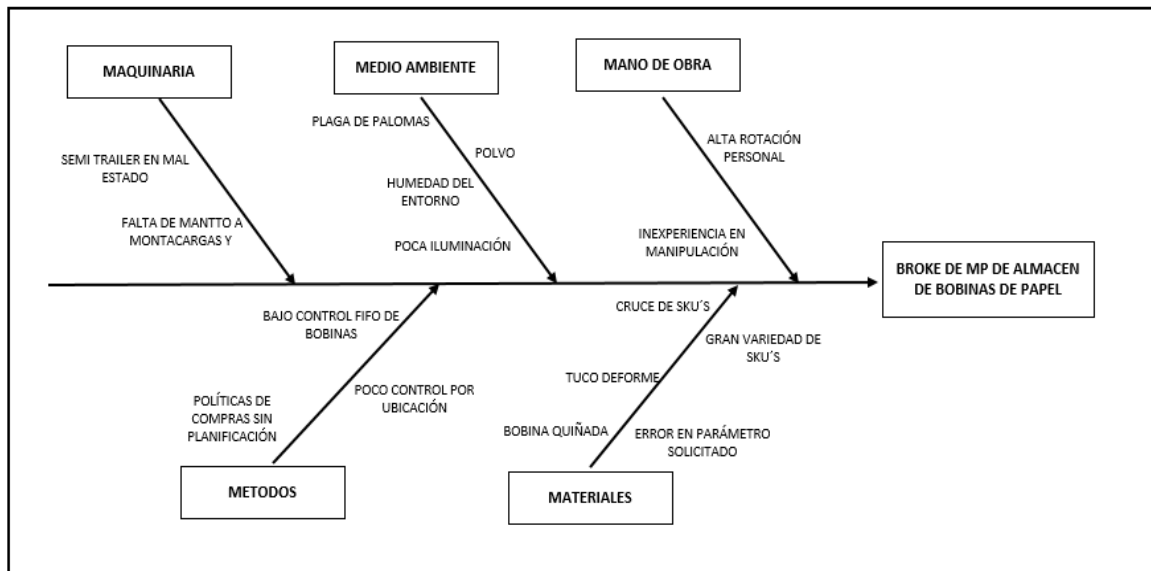 MAQUINARIA
MEDIO AMBIENTE
MANO DE OBRA
SEMI TRAILER EN MAL
ESTADO
FALTA DE MANTTO A
MONTACARGAS Y
PLAGA DE PALOMAS
POLVO
HUMEDAD DEL
ENTORNO
POCA ILUMINACIÓN
ALTA ROTACIÓN
PERSONAL
INEXPERIENCIA EN
MANIPULACIÓN
BROKE DE MP DE ALMACEN
DE BOBINAS DE PAPEL
BAJO CONTROL FIFO DE
BOBINAS
POCO CONTROL POR
UBICACIÓN
POLÍTICAS DE
COMPRAS SIN
PLANIFICACIÓN
CRUCE DE SKU´S
GRAN VARIEDAD DE
SKU´S
TUCO DEFORME
BOBINA QUIÑADA
ERROR EN PARÁMETRO
SOLICITADO
METODOS
MATERIALES